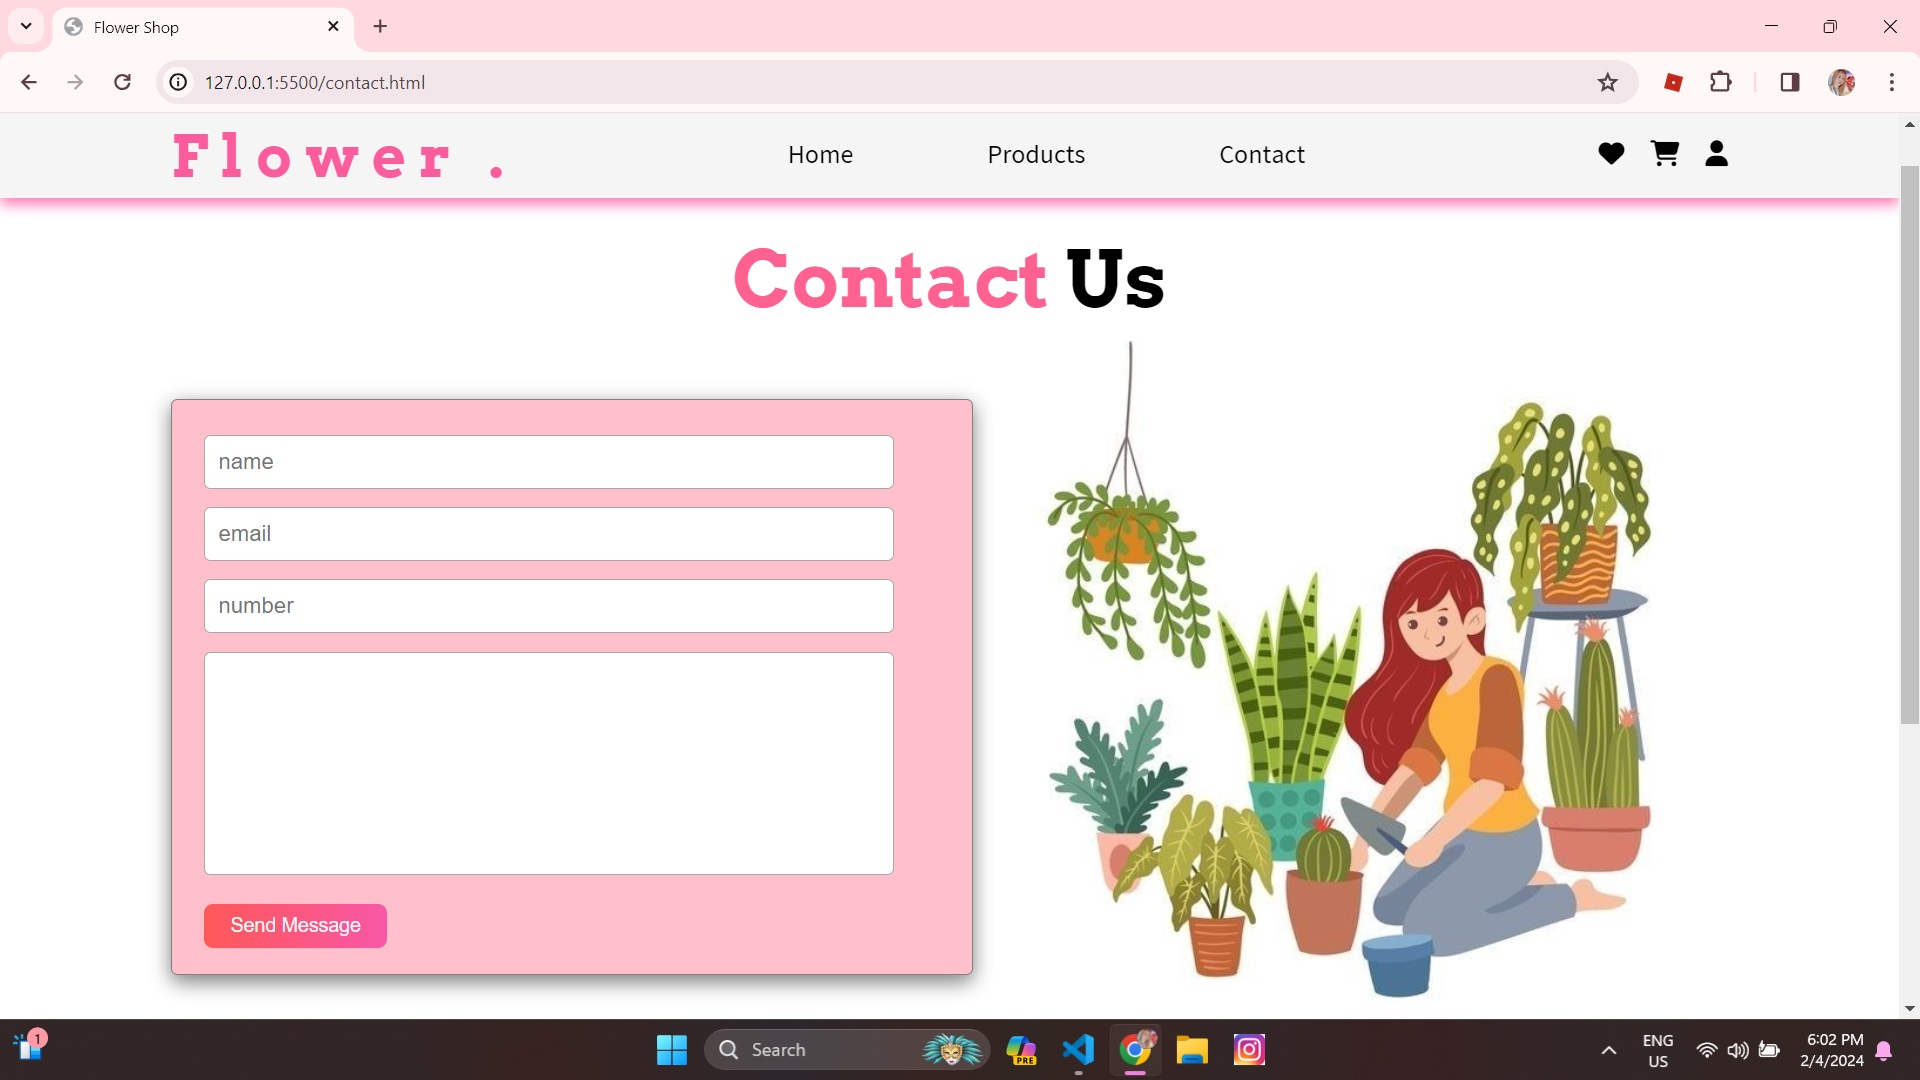 Flower Shop
127.0.0.1:5500/contact.html
Flower .
Home Products Contact
Contact Us
name
email
number
Send Message
1
Search
PRE
ENG
US
6:02 PM
2/4/2024